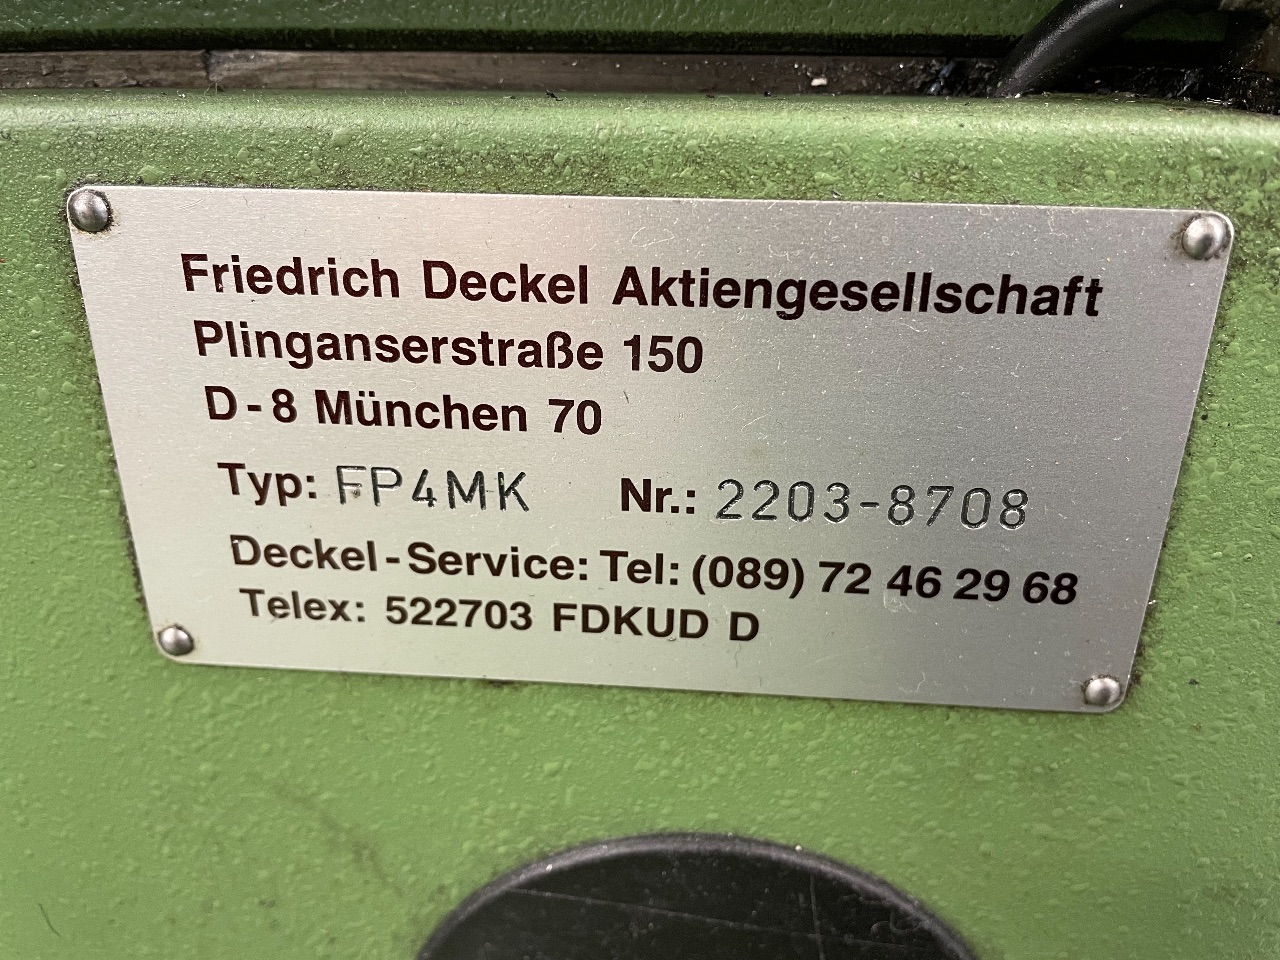 Friedrich Deckel Aktiengesellschaft
Plinganserstraße 150
D-8 München 70
Typ: FP4MK Nr.: 2203-8708
Deckel-Service: Tel: (089) 72 46 29 68
Telex: 522703 FDKUD D